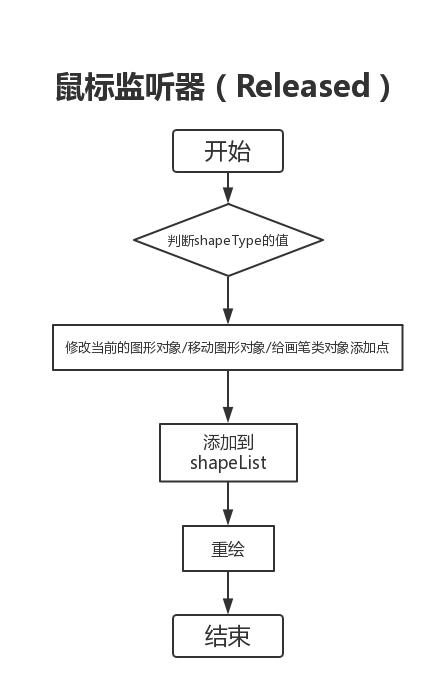 鼠标监听器（Released）
开始
判断shapeType的值
修改当前的图形对象/移动图形对象/给画笔类对象添加点
添加到
shapeList
重绘
结束